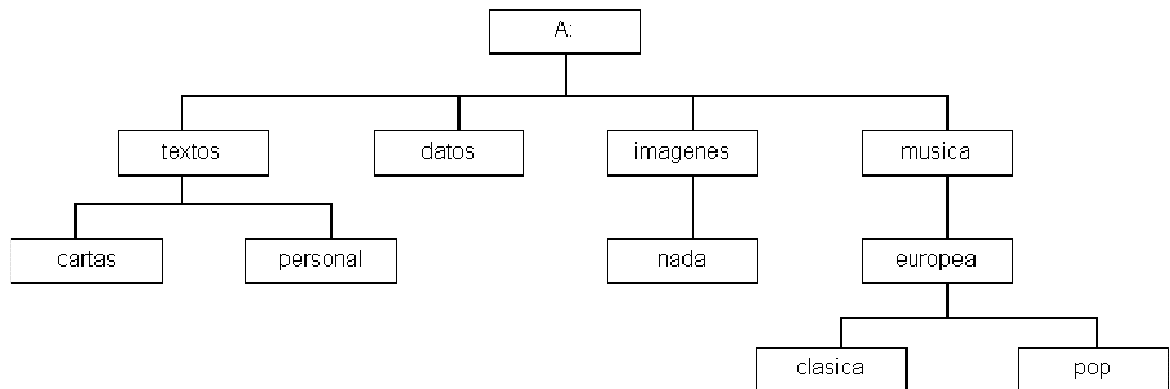 A:
textos
datos
imagenes
musica
cartas
personal
nada
europea
clasica
pop